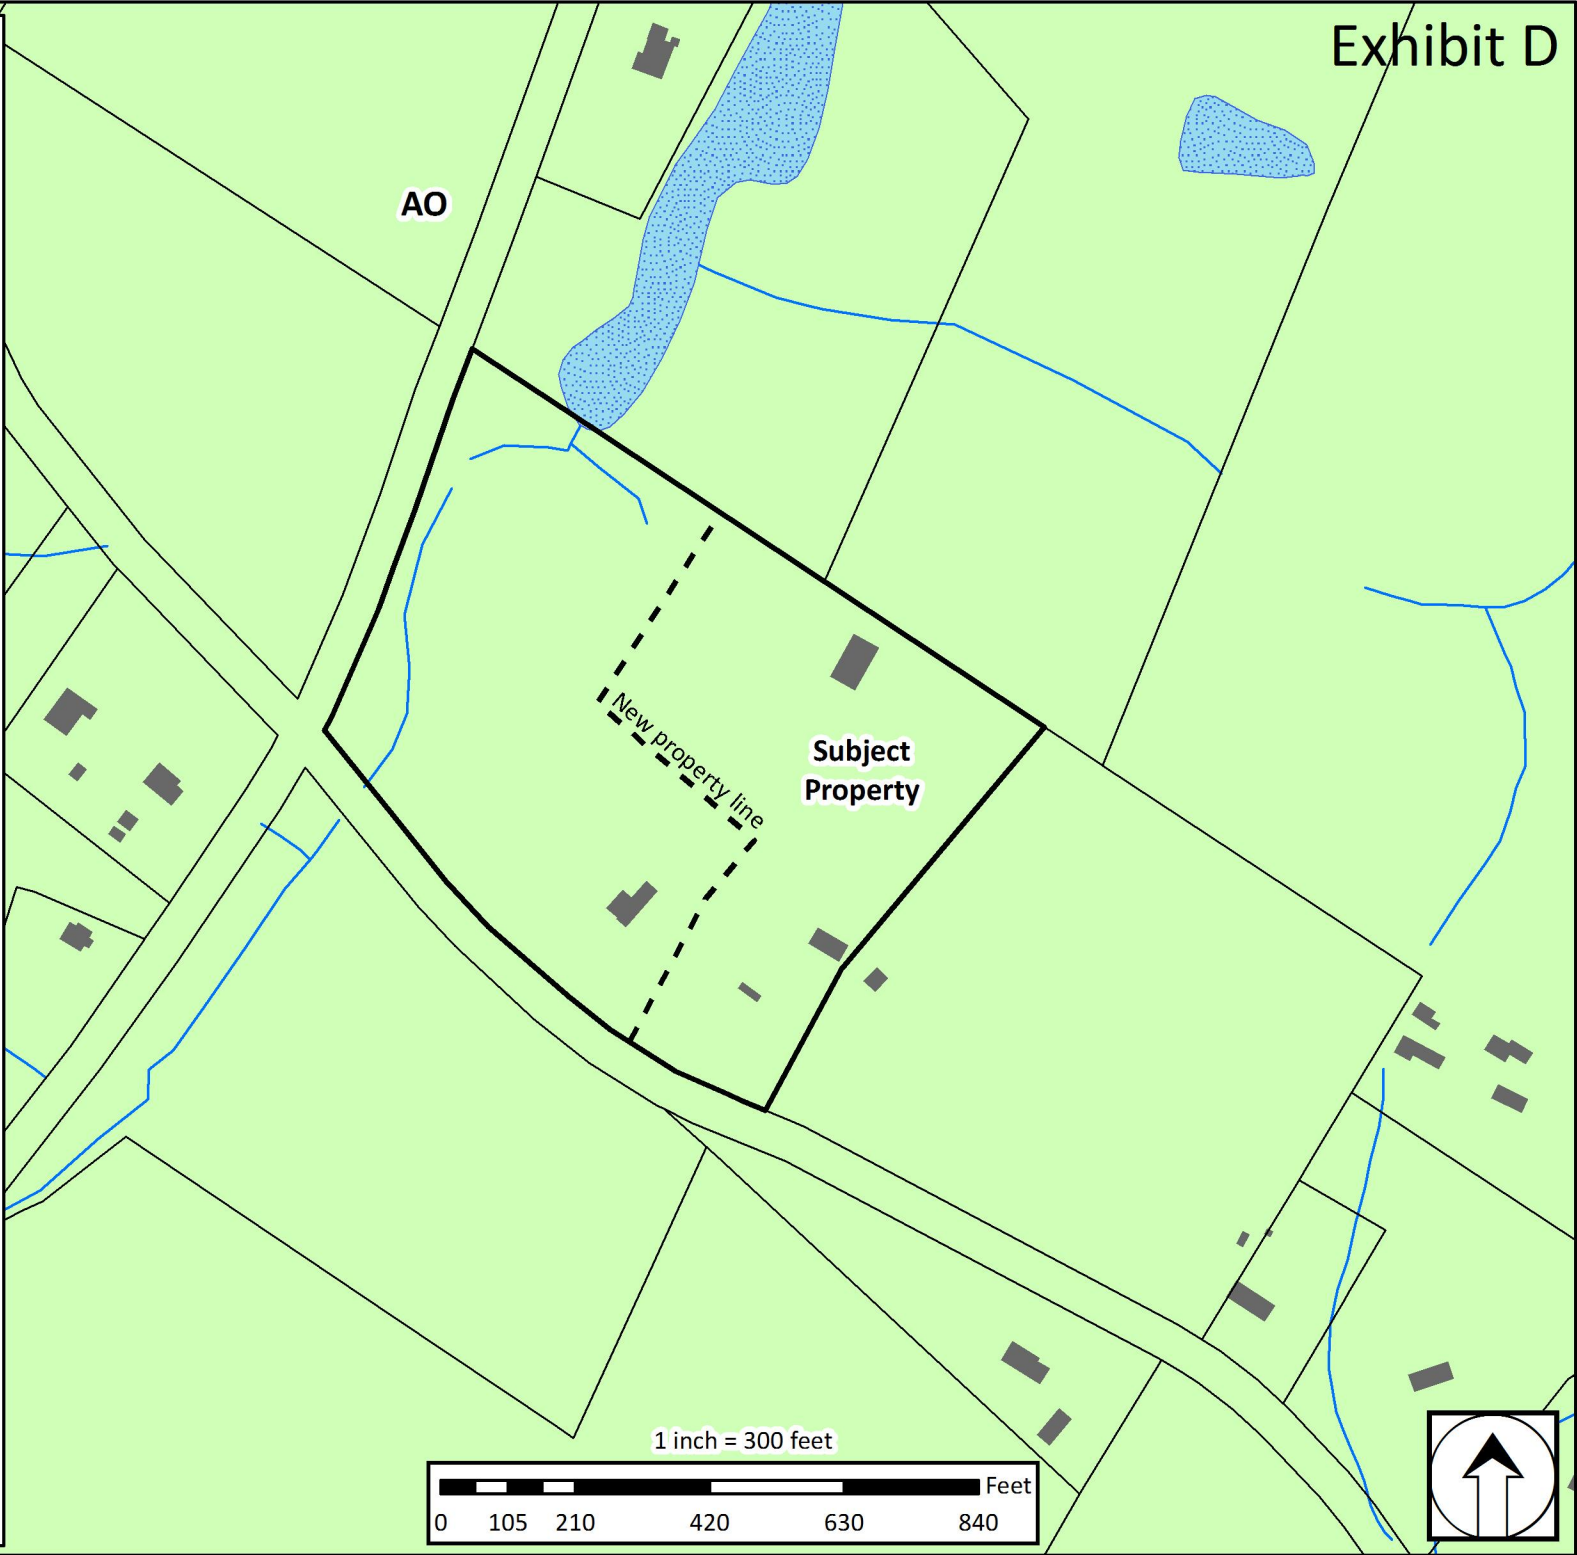 Exhibit D
AO
New property line
Subject
Property
1 inch = 300 feet
Feet
0 105 210 420 630 840